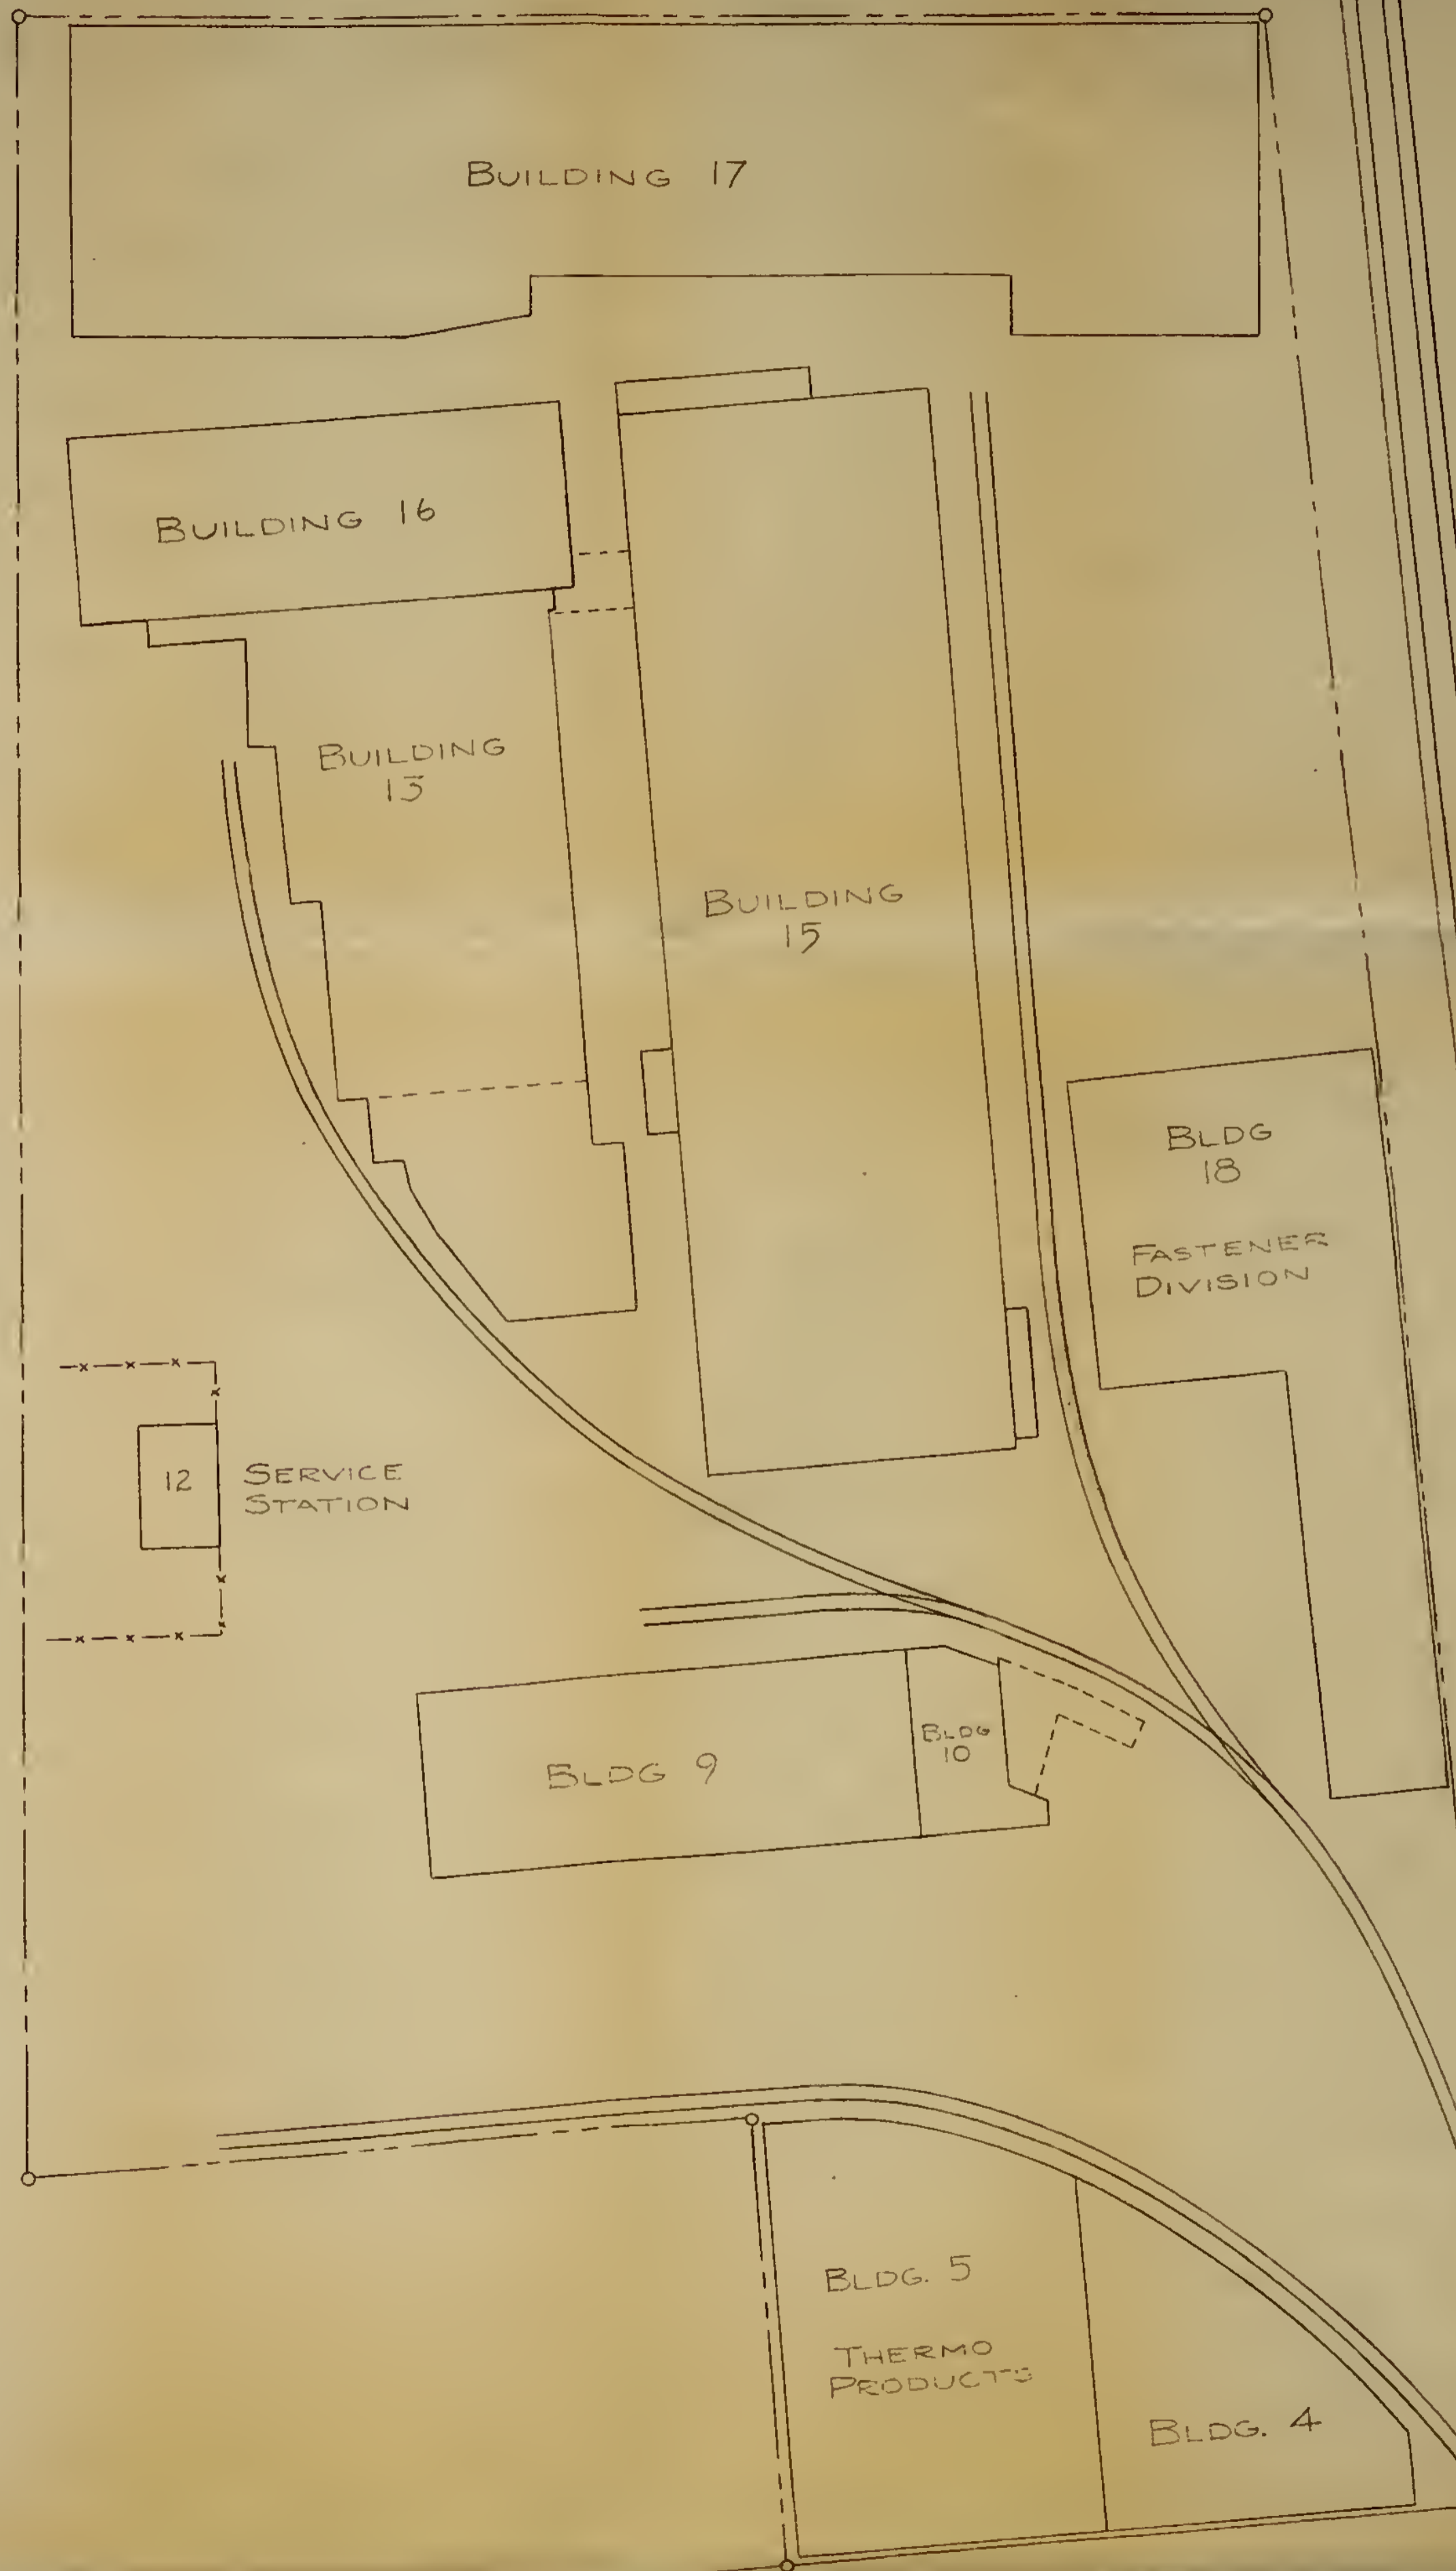 BUILDING 17
BUILDING 16
BUILDING
13
BUILDING
15
BLDG
18
FASTENER
DIVISION
12
SERVICE
STATION
BLDG
10
BLDG 9
BLDG. 5
THERMO
PRODUCTS
BLDG. 4